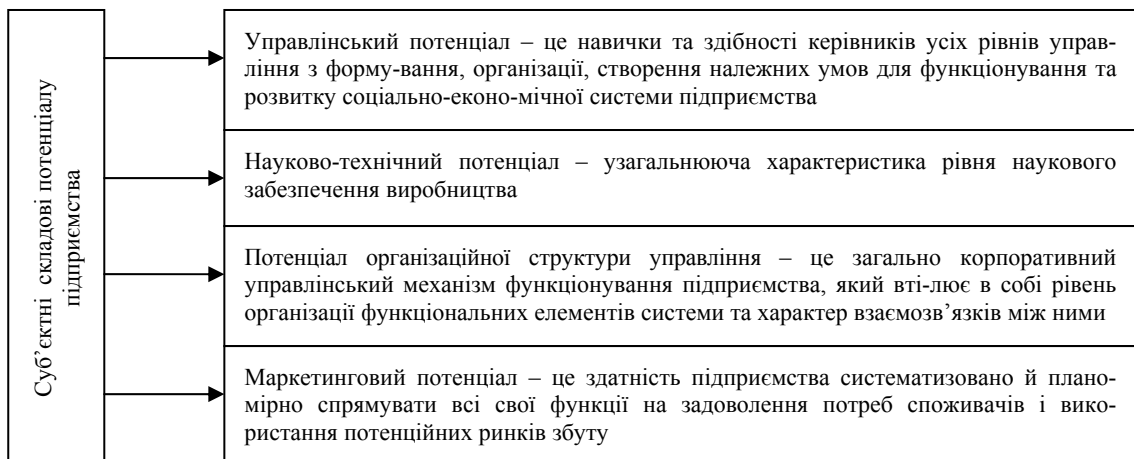 Суб’єктні складові потенціалу
підприємства
Управлінський потенціал – це навички та здібності керівників усіх рівнів управ-
ління з форму-вання, організації, створення належних умов для функціонування та
розвитку соціально-еконо-мічної системи підприємства
Науково-технічний потенціал – узагальнююча характеристика рівня наукового
забезпечення виробництва
Потенціал організаційної структури управління – це загально корпоративний
управлінський механізм функціонування підприємства, який вті-лює в собі рівень
організації функціональних елементів системи та характер взаємозв’язків між ними
Маркетинговий потенціал – це здатність підприємства систематизовано й плано-
мірно спрямувати всі свої функції на задоволення потреб споживачів і вико-
ристання потенційних ринків збуту